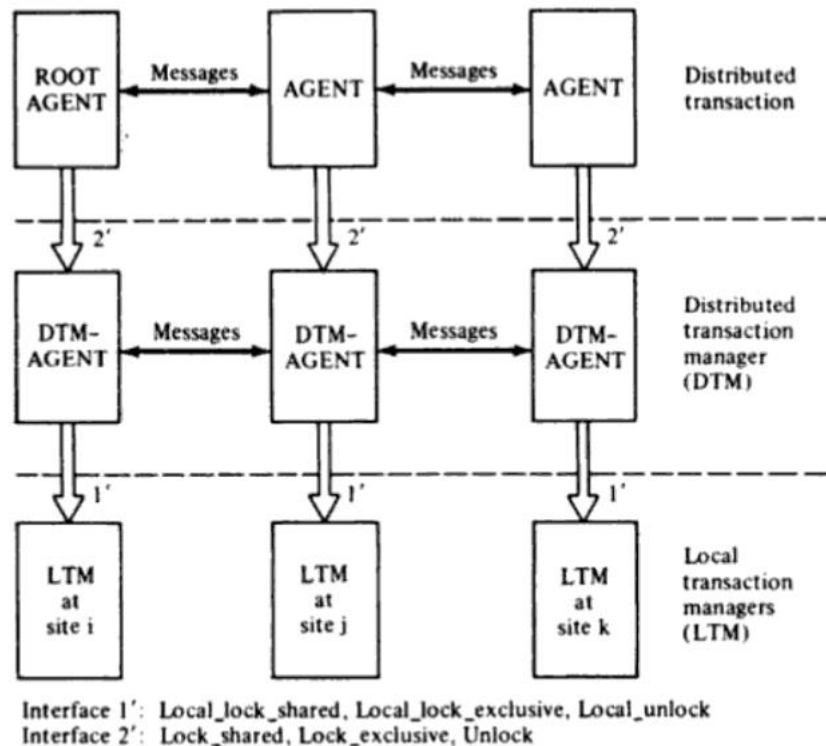 ROOT
AGENT
Messages
AGENT
Messages
AGENT
Distributed
transaction
2'
2'
2'
DTM-
AGENT
Messages
DTM-
AGENT
Messages
DTM-
AGENT
Distributed
transaction
manager
(DTM)
1'
1'
1'
LTM
at
site i
LTM
at
site j
LTM
at
site k
Local
transaction
managers
(LTM)
Interface 1': Local_lock_shared, Local_lock_exclusive, Local_unlock
Interface 2': Lock_shared, Lock_exclusive, Unlock